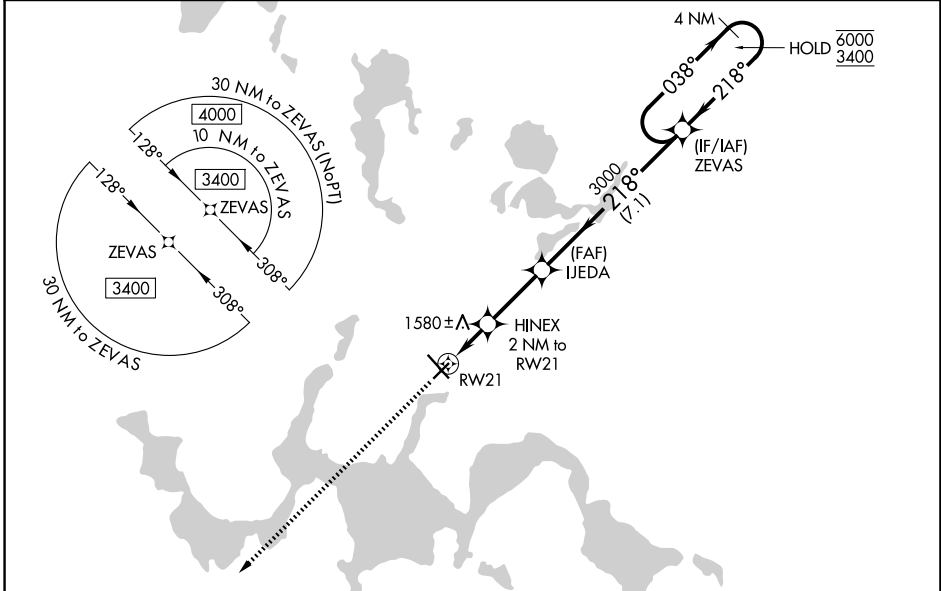 4 NM
HOLD 6000
3400
038°
218°
(IF/IAF)
ZEVAS
3000
218°
(7.1)
(FAF)
IJEDA
1580± HINEX
2 NM to
RW21
RW21
30 NM to ZEVAS (NoPT)
4000
10 NM to ZEVAS
128°
3400
ZEVAS
308°
128°
ZEVAS
3400
308°
30 NM to ZEVAS